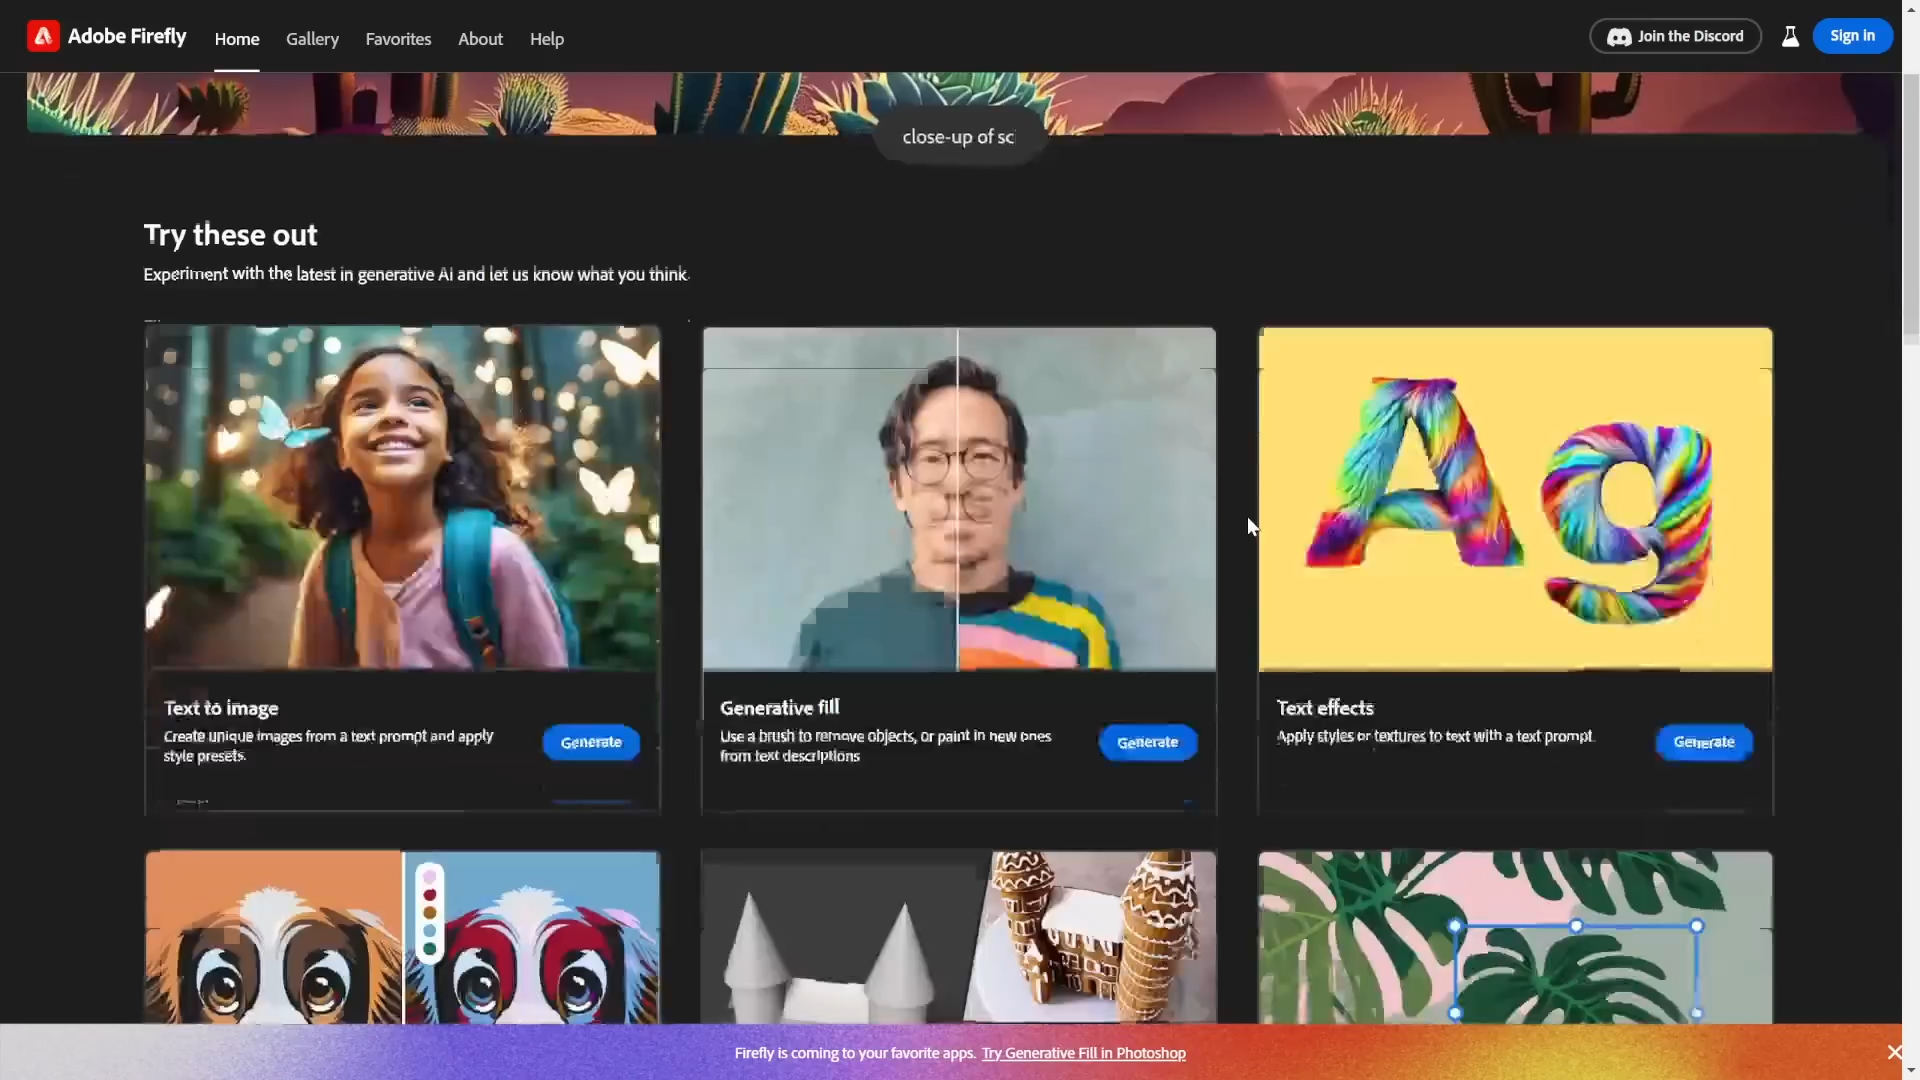 Adobe Firefly
Home
Gallery
Favorites
About
Help
Join the Discord
Sign in
close-up of sc
Try these out
Experiment with the latest in generative AI and let us know what you think.
Ag
Text to image
Create unique images from a text prompt and apply
style presets.
Generate
Generative fill
Use a brush to remove objects, or paint in new ones
from text descriptions
Generate
Text effects
Apply styles or textures to text with a text prompt.
Generate
Firefly is coming to your favorite apps. Try Generative Fill in Photoshop